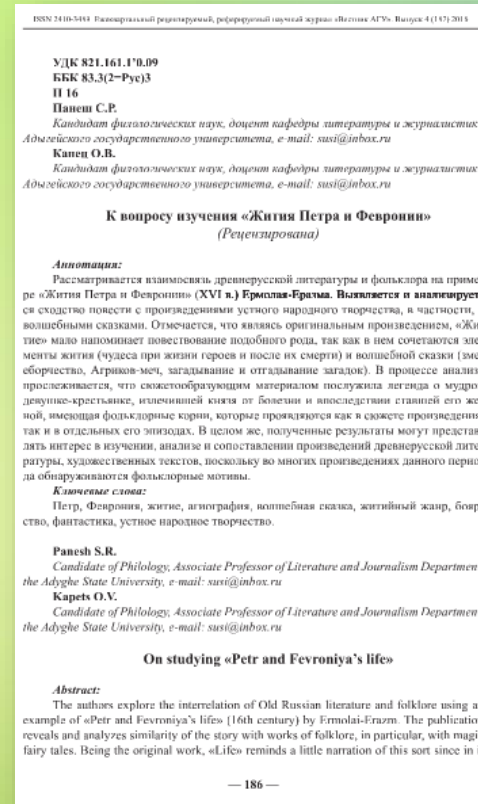 ISSN 2410-3489 Ежеквартальный рецензируемый, реферируемый научный журнал «Вестник АГУ». Выпуск 4 (187) 2016
УДК 821.161.1'0.09
ББК 83.3(2=Рус)3
П 16
Панеш С.Р.
Кандидат филологических наук, доцент кафедры литературы и журналистик
Адыгейского государственного университета, e-mail: susi@inbox.ru
Капец О.В.
Кандидат филологических наук, доцент кафедры литературы и журналистик
Адыгейского государственного университета, e-mail: susi@inbox.ru
К вопросу изучения «Жития Петра и Февронии»
(Рецензирована)
Аннотация:
Рассматривается взаимосвязь древнерусской литературы и фольклора на приме
ре «Жития Петра и Февронии» (XVI в.) Ермолая-Еразма. Выявляется и анализирует
ся сходство повести с произведениями устного народного творчества, в частности,
волшебными сказками. Отмечается, что являясь оригинальным произведением, «Жи
тие» мало напоминает повествование подобного рода, так как в нем сочетаются эле
менты жития (чудеса при жизни героев и после их смерти) и волшебной сказки (зме
еборчество, Агриков-меч, загадывание и отгадывание загадок). В процессе анализ
прослеживается, что сюжетообразующим материалом послужила легенда о мудро
девушке-крестьянке, излечившей князя от болезни и впоследствии ставшей его же
ной, имеющая фольклорные корни, которые проявляются как в сюжете произведения
так и в отдельных его эпизодах. В целом же, полученные результаты могут представ
лять интерес в изучении, анализе и сопоставлении произведений древнерусской лите
ратуры, художественных текстов, поскольку во многих произведениях данного перио
да обнаруживаются фольклорные мотивы.
Ключевые слова:
Петр, Феврония, житие, агиография, волшебная сказка, житийный жанр, боярс
ство, фантастика, устное народное творчество.
Panesh S.R.
Candidate of Philology, Associate Professor of Literature and Journalism Departmen
the Adyghe State University, e-mail: susi@inbox.ru
Kapets O.V.
Candidate of Philology, Associate Professor of Literature and Journalism Departmen
the Adyghe State University, e-mail: susi@inbox.ru
On studying «Petr and Fevroniya's life»
Abstract:
The authors explore the interrelation of Old Russian literature and folklore using a
example of «Petr and Fevroniya's life» (16th century) by Ermolai-Erazm. The publicatio
reveals and analyzes similarity of the story with works of folklore, in particular, with magi
fairy tales. Being the original work, «Life» reminds a little narration of this sort since in i
— 186 —